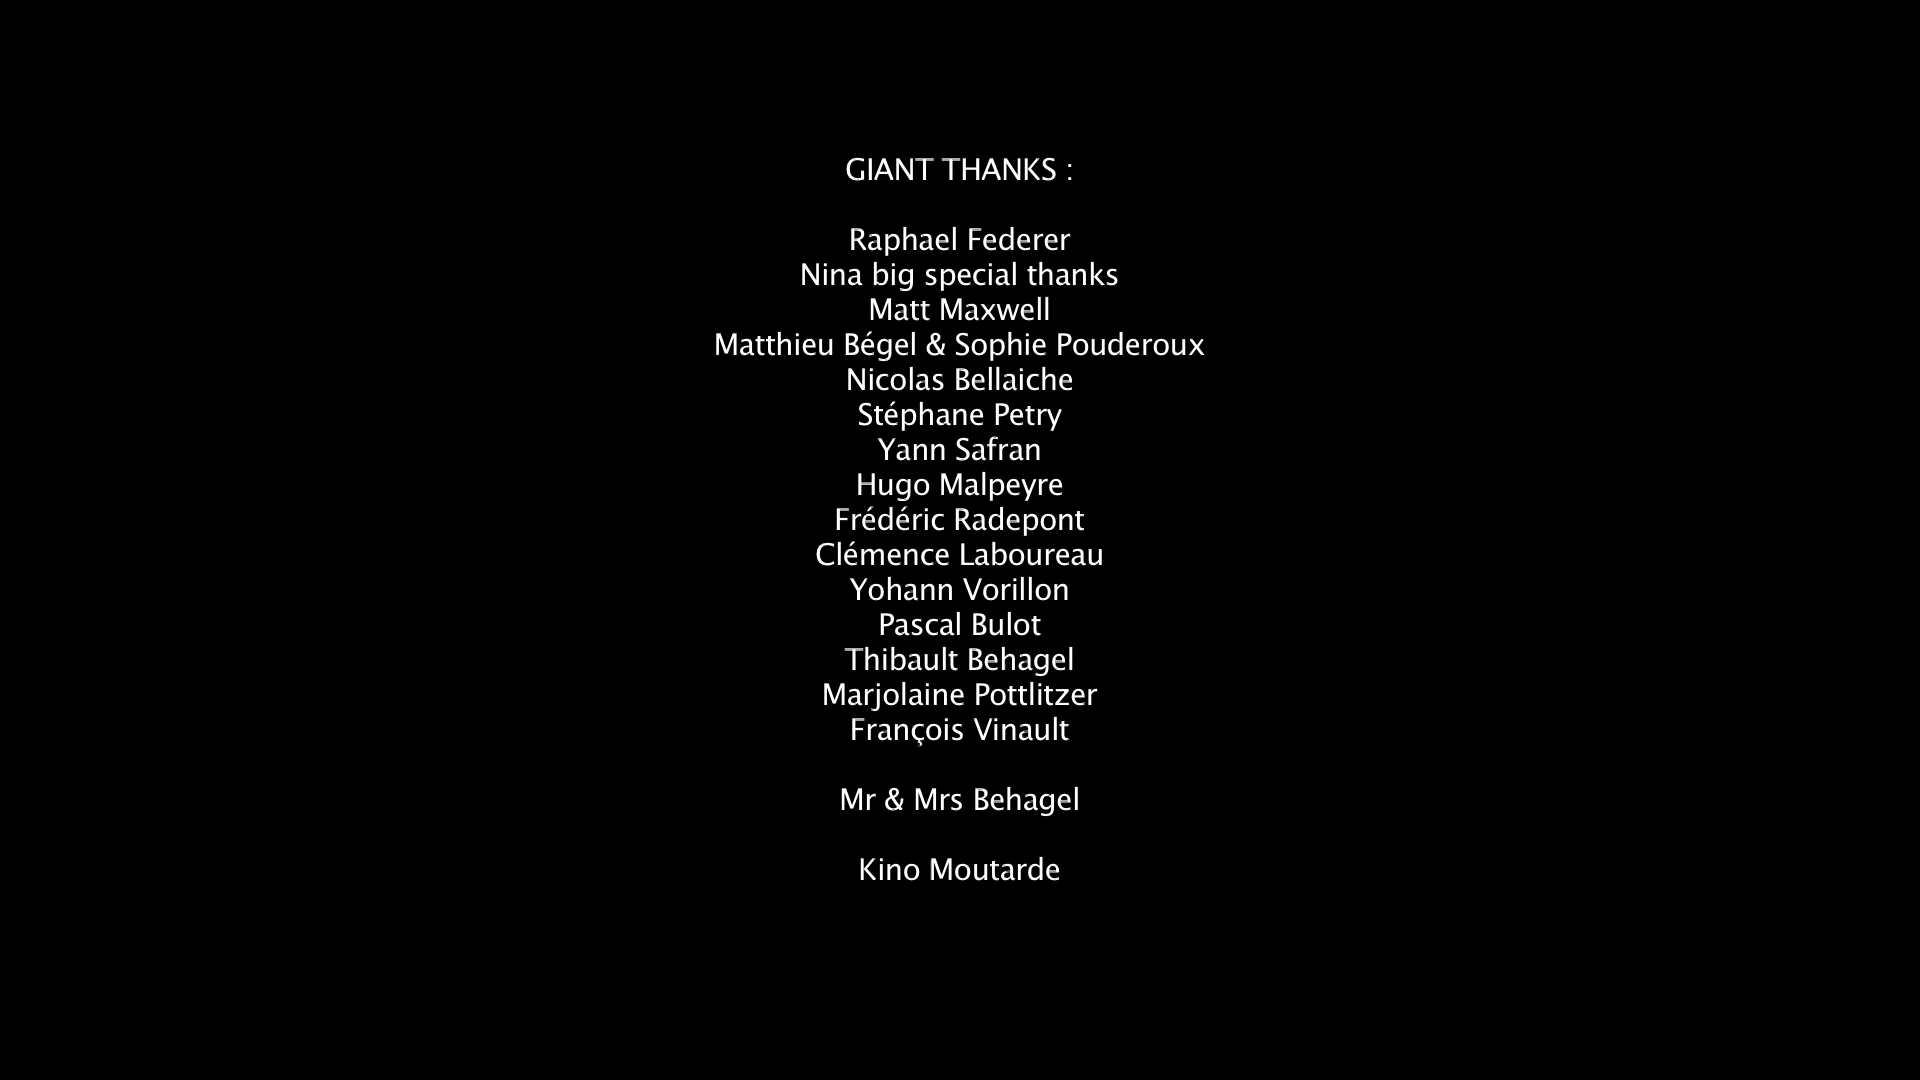 GIANT THANKS :
Raphael Federer
Nina big special thanks
Matt Maxwell
Matthieu Bégel & Sophie Pouderoux
Nicolas Bellaiche
Stéphane Petry
Yann Safran
Hugo Malpeyre
Frédéric Radepont
Clémence Laboureau
Yohann Vorillon
Pascal Bulot
Thibault Behagel
Marjolaine Pottlitzer
François Vinault
Mr & Mrs Behagel
Kino Moutarde